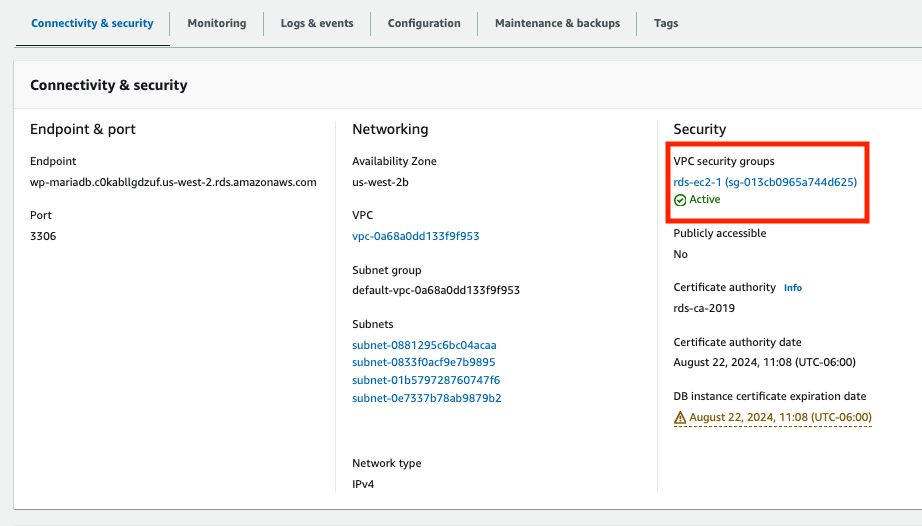 Connectivity & security
Monitoring
Logs & events
Configuration
Maintenance & backups
Tags
Connectivity & security
Endpoint & port
Endpoint
wp-mariadb.c0kabllgdzuf.us-west-2.rds.amazonaws.com
Port
3306
Networking
Availability Zone
us-west-2b
VPC
vpc-0a68a0dd133f9f953
Subnet group
default-vpc-0a68a0dd133f9f953
Subnets
subnet-0881295c6bc04acaa
subnet-0833f0acf9e7b9895
subnet-01b579728760747f6
subnet-0e7337b78ab9879b2
Network type
IPv4
Security
VPC security groups
rds-ec2-1 (sg-013cb0965a744d625)
Active
Publicly accessible
No
Certificate authority Info
rds-ca-2019
Certificate authority date
August 22, 2024, 11:08 (UTC-06:00)
DB instance certificate expiration date
August 22, 2024, 11:08 (UTC-06:00)